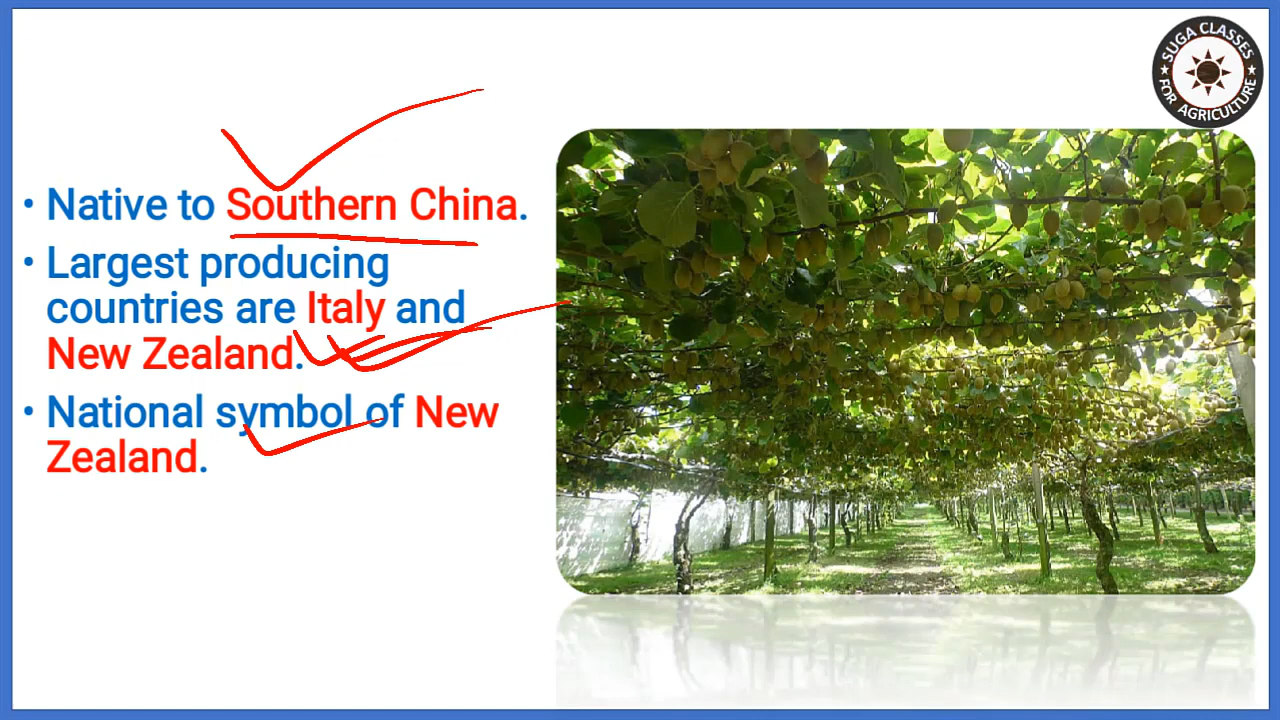 SUGA CLASSES
FOR AGRICULTURE
• Native to Southern China.
• Largest producing
countries are Italy and
New Zealand.
• National symbol of New
Zealand.